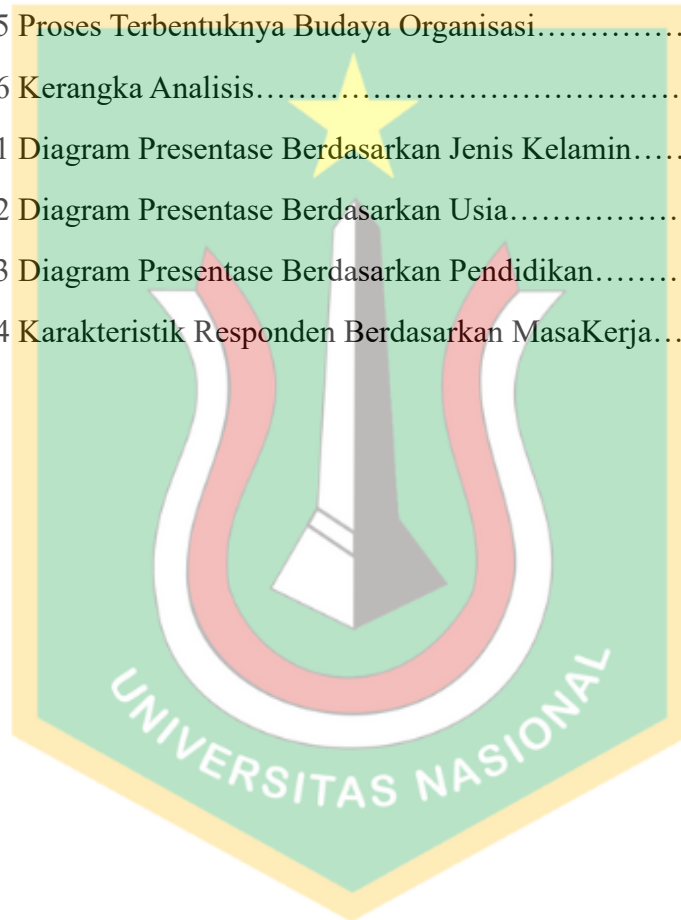 5 Proses Terbentuknya Budaya Organisasi………….
6 Kerangka Analisis………………………………….
1 Diagram Presentase Berdasarkan Jenis Kelamin…..
2 Diagram Presentase Berdasarkan Usia…………….
3 Diagram Presentase Berdasarkan Pendidikan……..
4 Karakteristik Responden Berdasarkan MasaKerja…
UNIVERSITAS NASIONAL